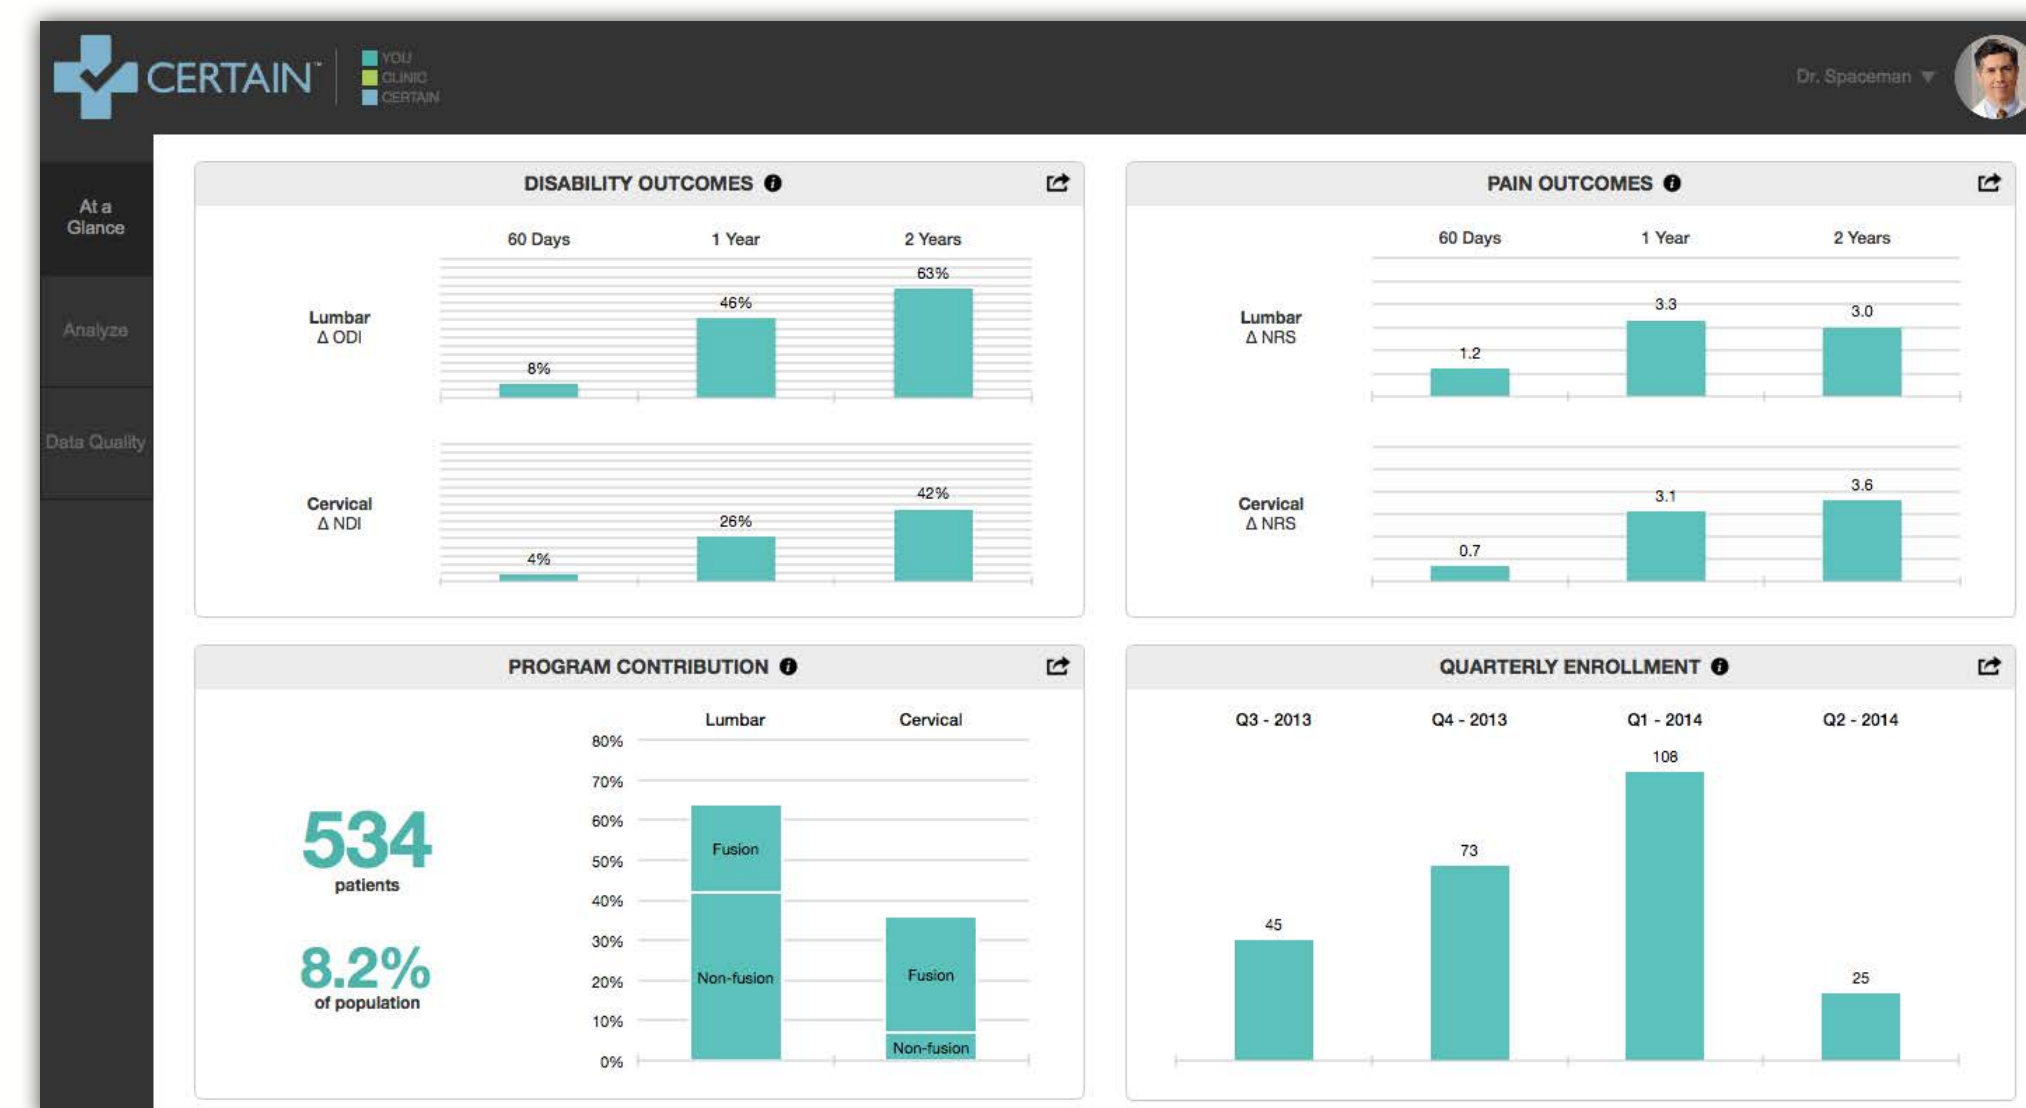 CERTAIN™
YOU
CLINIC
CERTAIN
Dr. Spaceman
At a
Glance
Analyze
Data Quality
DISABILITY OUTCOMES
60 Days 1 Year 2 Years
Lumbar
Δ ODI
8% 46% 63%
Cervical
Δ NDI
4% 26% 42%
PAIN OUTCOMES
60 Days 1 Year 2 Years
Lumbar
Δ NRS
1.2 3.3 3.0
Cervical
Δ NRS
0.7 3.1 3.6
PROGRAM CONTRIBUTION
534
patients
8.2%
of population
Lumbar Cervical
80%
70%
60%
50%
40%
30%
20%
10%
0%
Fusion
Non-fusion
Fusion
Non-fusion
QUARTERLY ENROLLMENT
Q3 - 2013 Q4 - 2013 Q1 - 2014 Q2 - 2014
45 73 108 25